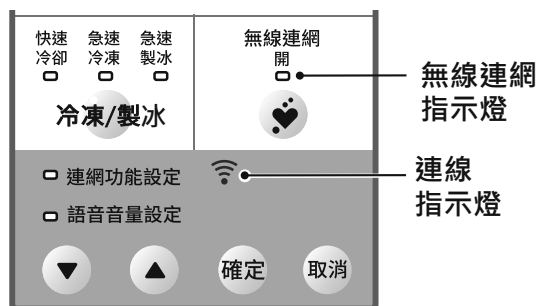 快速
冷卻
急速
冷凍
急速
製冰
無線連網
開
冷凍/製冰
無線連網
指示燈
連網功能設定
連線
指示燈
語音音量設定
確定
取消